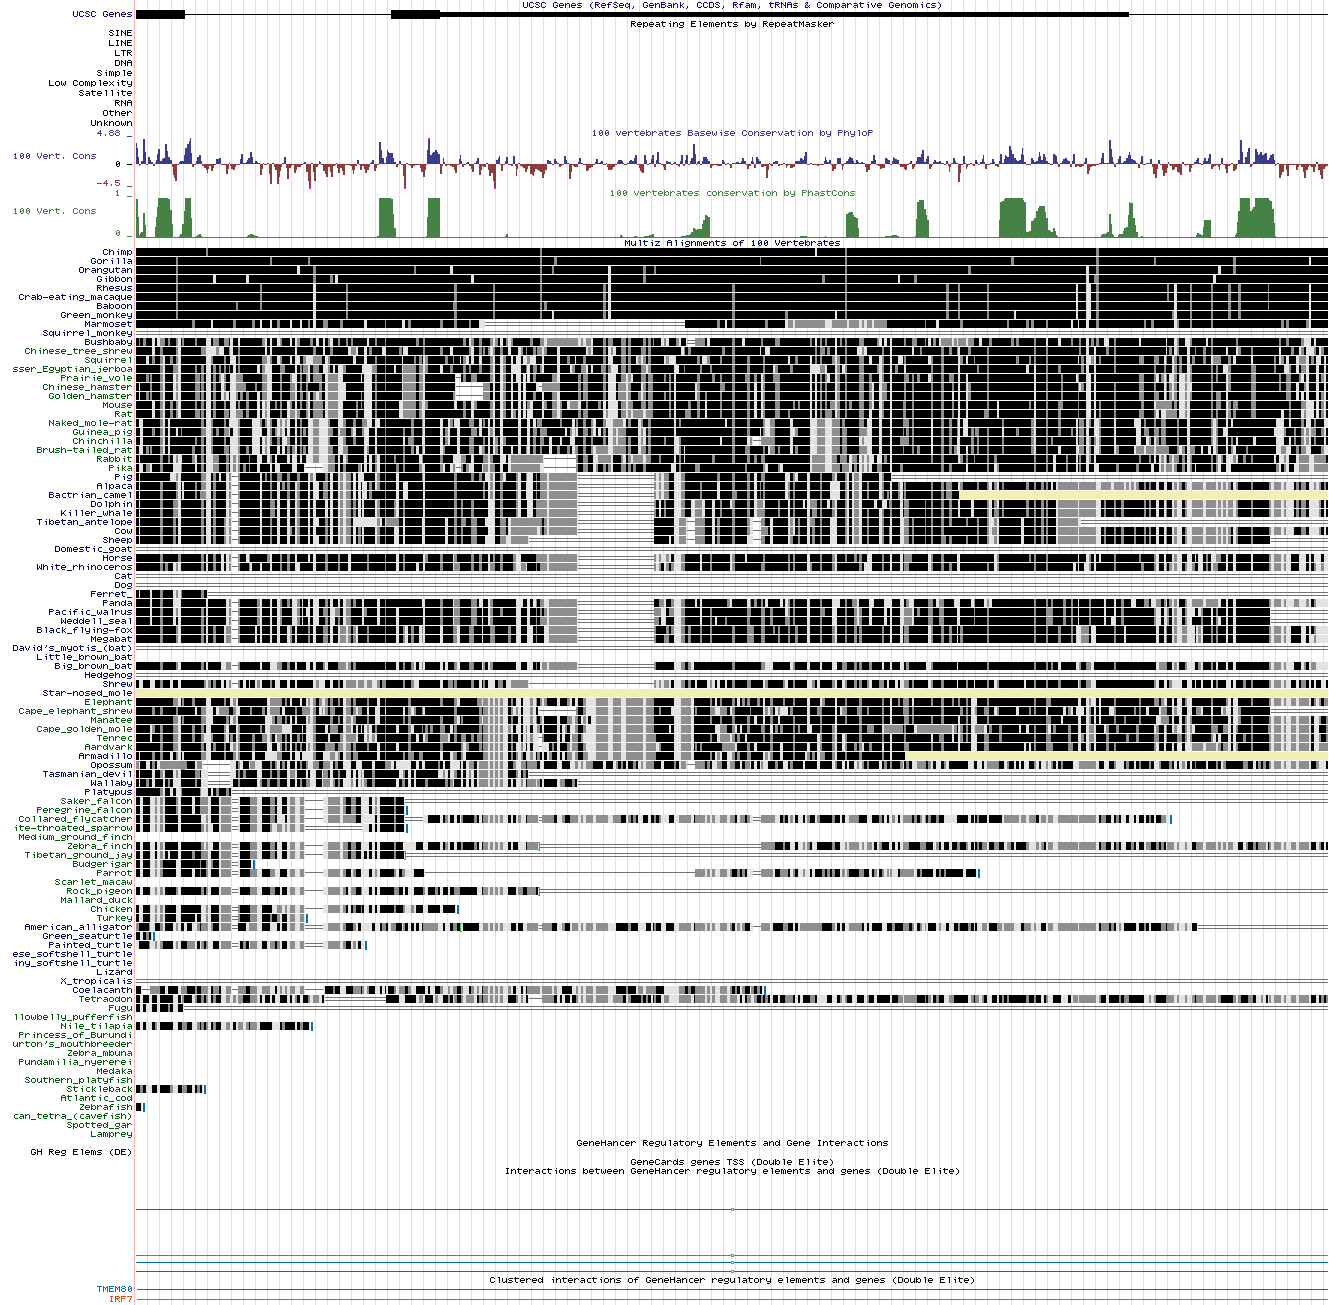 UCSC Genes (RefSeq, GenBank, CCDS, Rfam, tRNAs & Comparative Genomics)
UCSC Genes
Repeating Elements by RepeatMasker
SINE
LINE
LTR
DNA
Simple
Low Complexity
Satellite
RNA
Other
Unknown
4.88 _
100 vertebrates Basewise Conservation by PhyloP
100 Vert. Cons
0 _
-4.5 _
100 vertebrates conservation by PhastCons
1 _
100 Vert. Cons
0 _
Multiz Alignments of 100 Vertebrates
Chimp
Gorilla
Orangutan
Gibbon
Rhesus
Crab-eating_macaque
Baboon
Green_monkey
Marmoset
Squirrel_monkey
Bushbaby
Chinese_tree_shrew
Squirrel
sser_Egyptian_jerboa
Prairie_vole
Chinese_hamster
Golden_hamster
Mouse
Rat
Naked_mole-rat
Guinea_pig
Chinchilla
Brush-tailed_rat
Rabbit
Pika
Pig
Alpaca
Bactrian_camel
Dolphin
Killer_whale
Tibetan_antelope
Cow
Sheep
Domestic_goat
Horse
White_rhinoceros
Cat
Dog
Ferret_
Panda
Pacific_walrus
Weddell_seal
Black_flying-fox
Megabat
David's_myotis_(bat)
Little_brown_bat
Big_brown_bat
Hedgehog
Shrew
Star-nosed_mole
Elephant
Cape_elephant_shrew
Manatee
Cape_golden_mole
Tenrec
Aardvark
Armadillo
Opossum
Tasmanian_devil
Wallaby
Platypus
Saker_falcon
Peregrine_falcon
Collared_flycatcher
ite-throated_sparrow
Medium_ground_finch
Zebra_finch
Tibetan_ground_jay
Budgerigar
Parrot
Scarlet_macaw
Rock_pigeon
Mallard_duck
Chicken
Turkey
American_alligator
Green_seaturtle
Painted_turtle
ese_softshell_turtle
iny_softshell_turtle
Lizard
X_tropicalis
Coelacanth
Tetraodon
Fugu
llowbelly_pufferfish
Nile_tilapia
Princess_of_Burundi
urton's_mouthbreeder
Zebra_mbuna
Pundamilia_nyererei
Medaka
Southern_platyfish
Stickleback
Atlantic_cod
Zebrafish
can_tetra_(cavefish)
Spotted_gar
Lamprey
GeneHancer Regulatory Elements and Gene Interactions
GH Reg Elems (DE)
GeneCards genes TSS (Double Elite)
Interactions between GeneHancer regulatory elements and genes (Double Elite)
Clustered interactions of GeneHancer regulatory elements and genes (Double Elite)
TMEM80
IRF7